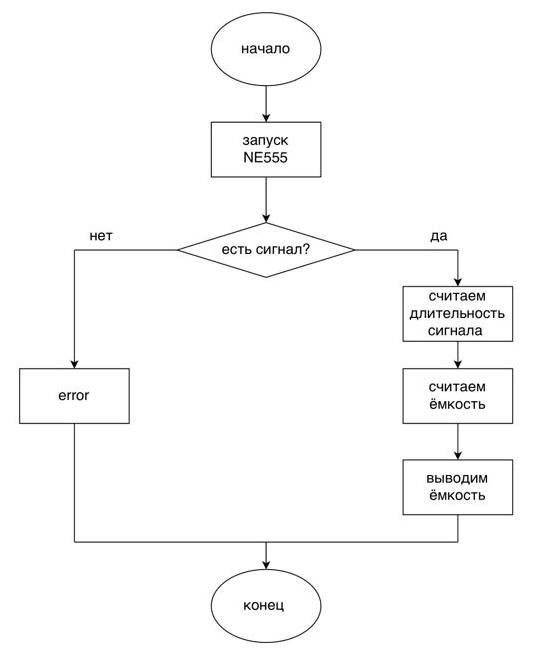 начало
запуск
NE555
есть сигнал?
нет
да
считаем
длительность
сигнала
error
считаем
ёмкость
выводим
ёмкость
конец